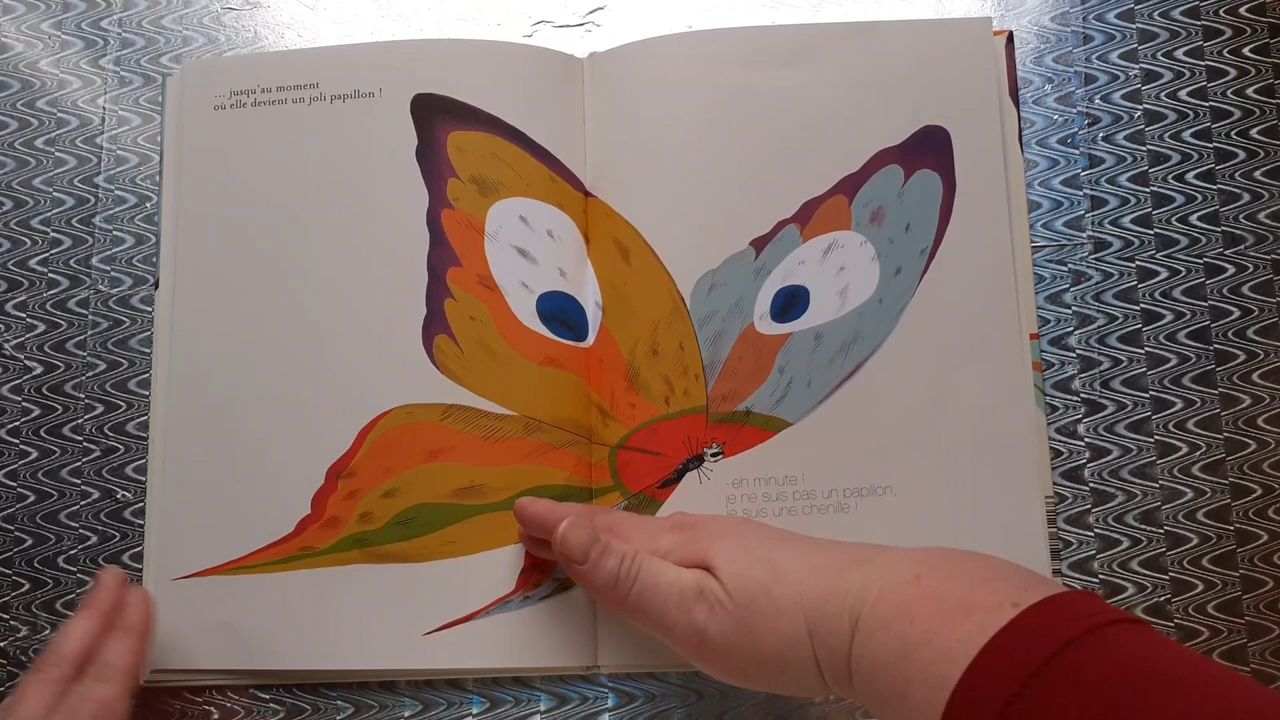 ... jusqu'au moment
où elle devient un joli papillon !
- eh minute !
je ne suis pas un papillon,
je suis une chenille !